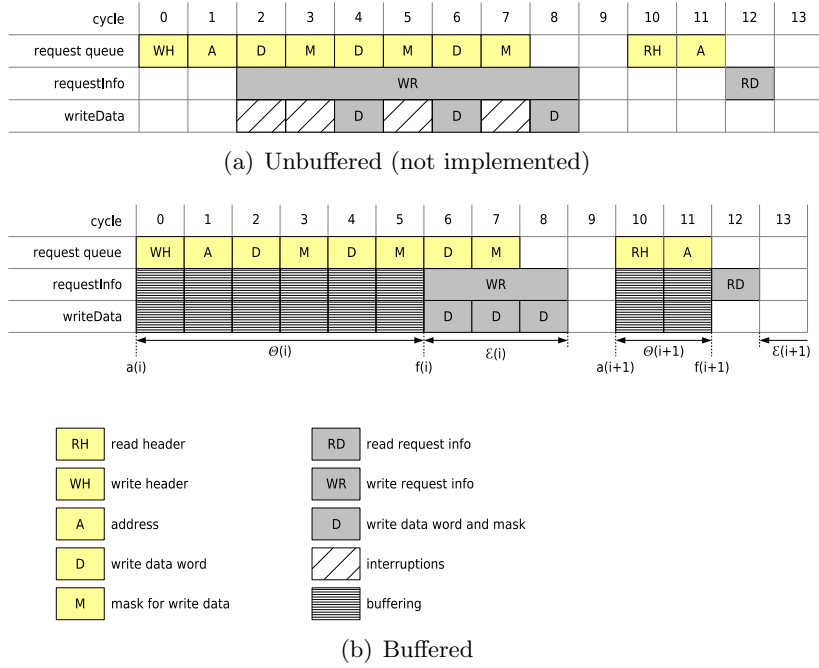 cycle 0 1 2 3 4 5 6 7 8 9 10 11 12 13
request queue WH A D M D M D M RH A
requestInfo WR RD
writeData D D D
(a) Unbuffered (not implemented)
cycle 0 1 2 3 4 5 6 7 8 9 10 11 12 13
request queue WH A D M D M D M RH A
requestInfo WR RD
writeData D D D
Θ(i) ε(i) Θ(i+1) ε(i+1)
a(i) f(i) a(i+1) f(i+1)
RH read header RD read request info
WH write header WR write request info
A address D write data word and mask
D write data word interruptions
M mask for write data buffering
(b) Buffered